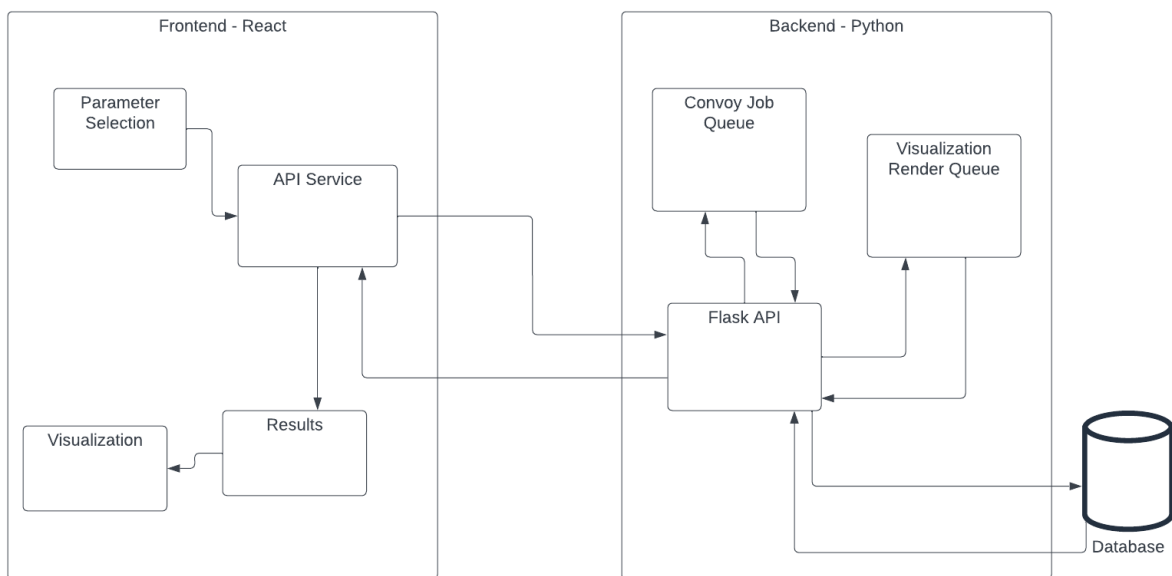 Frontend - React
Parameter
Selection
API Service
Results
Visualization
Backend - Python
Convoy Job
Queue
Visualization
Render Queue
Flask API
Database